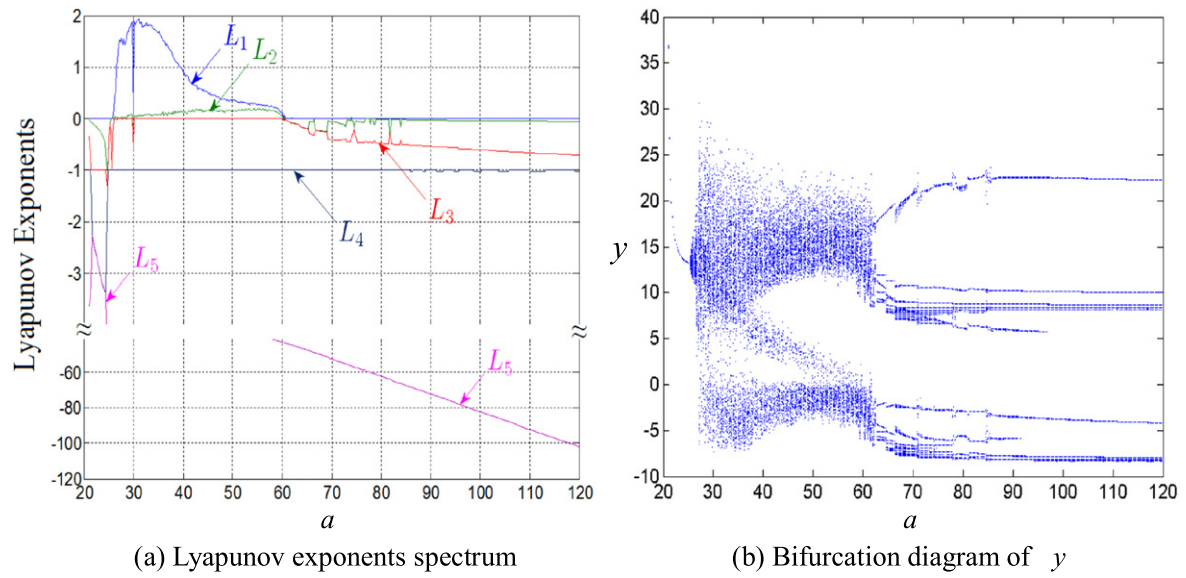 2
1
0
-1
-2
-3
-60
-80
-100
-120
20 30 40 50 60 70 80 90 100 110 120
Lyapunov Exponents
L1
L2
L3
L4
L5
L5
≈ ≈
a
(a) Lyapunov exponents spectrum
40
35
30
25
20
15
10
5
0
-5
-10
20 30 40 50 60 70 80 90 100 110 120
y
a
(b) Bifurcation diagram of y